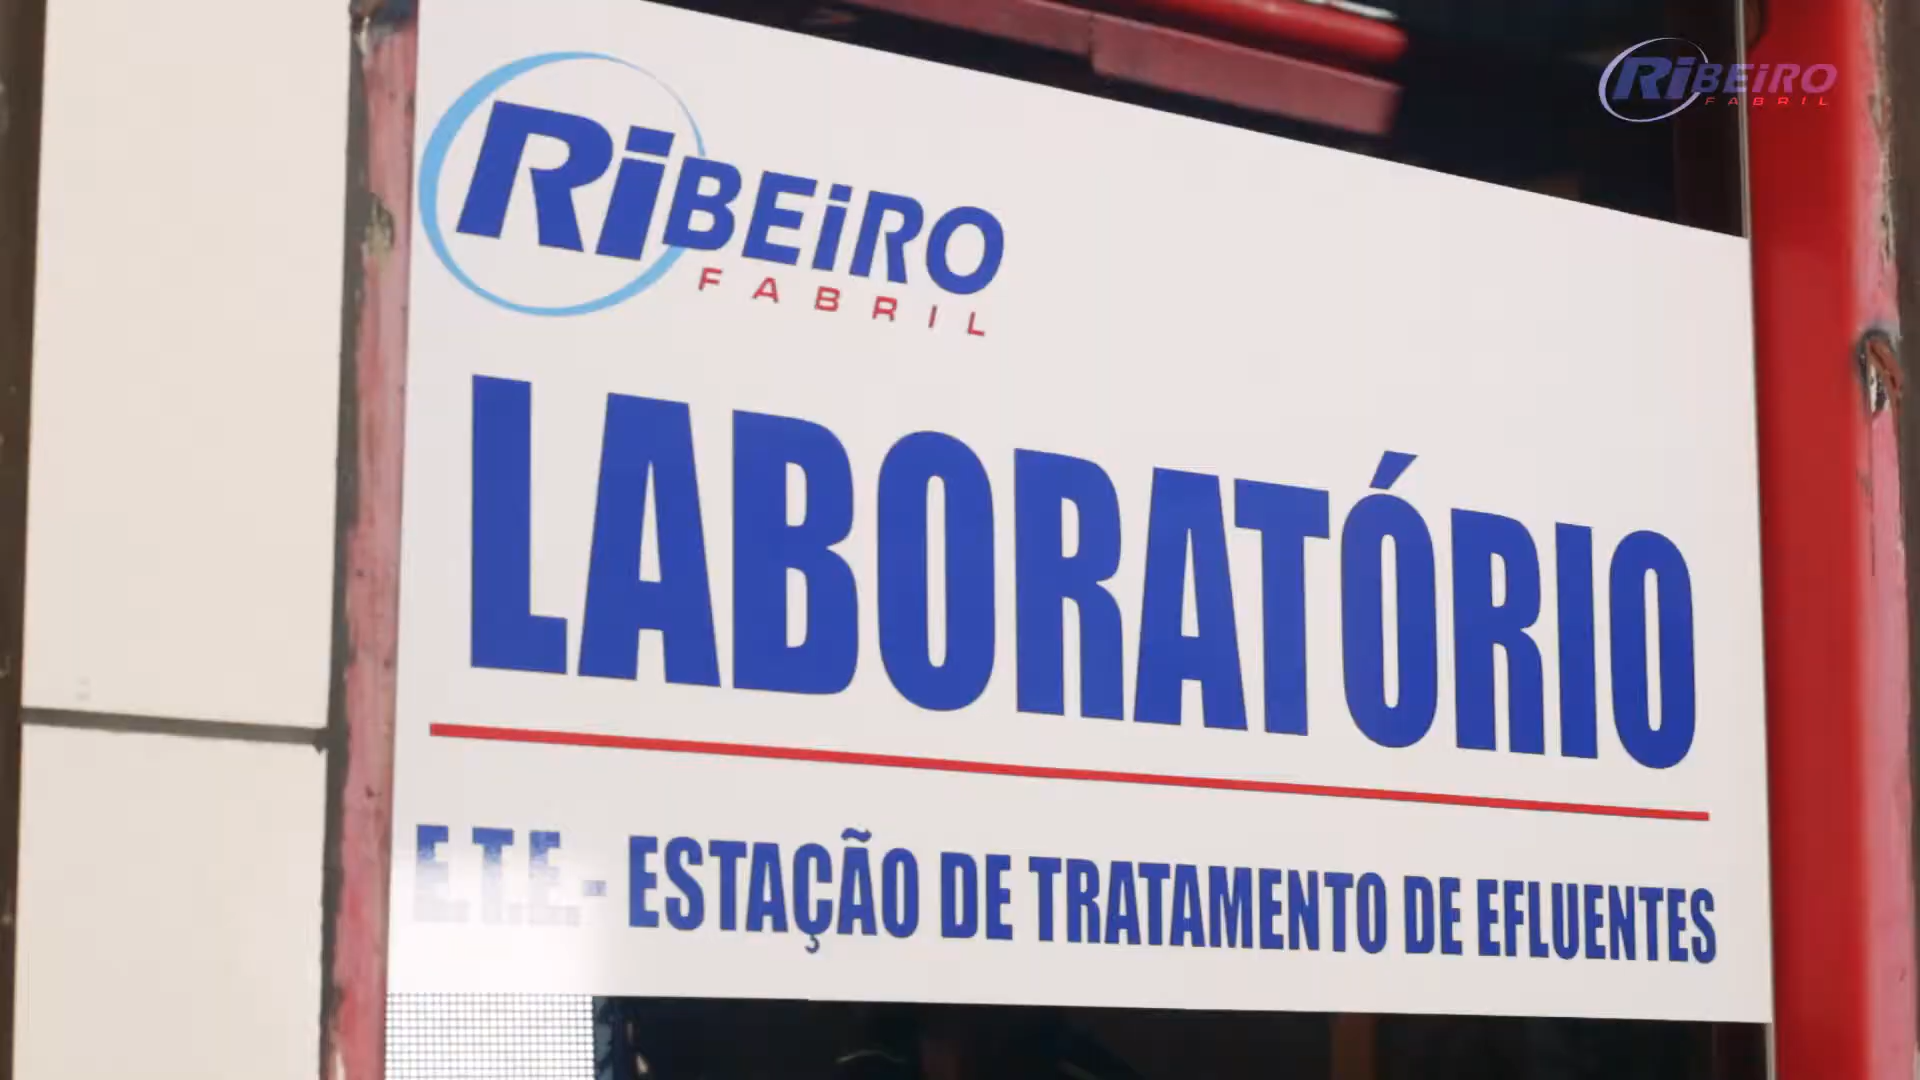 RiBEiRO
FABRIL
RiBEiRO
FABRIL
LABORATÓRIO
E.T.E.- ESTAÇÃO DE TRATAMENTO DE EFLUENTES